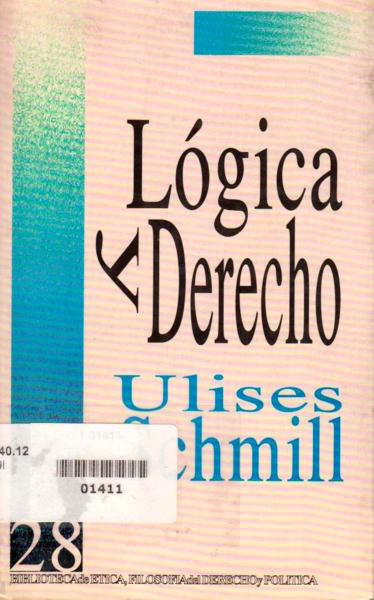 Lógica
y Derecho
Ulises
Schmill
40.12
01411
28
BIBLIOTECA de ETICA, FILOSOFIA del DERECHO y POLITICA